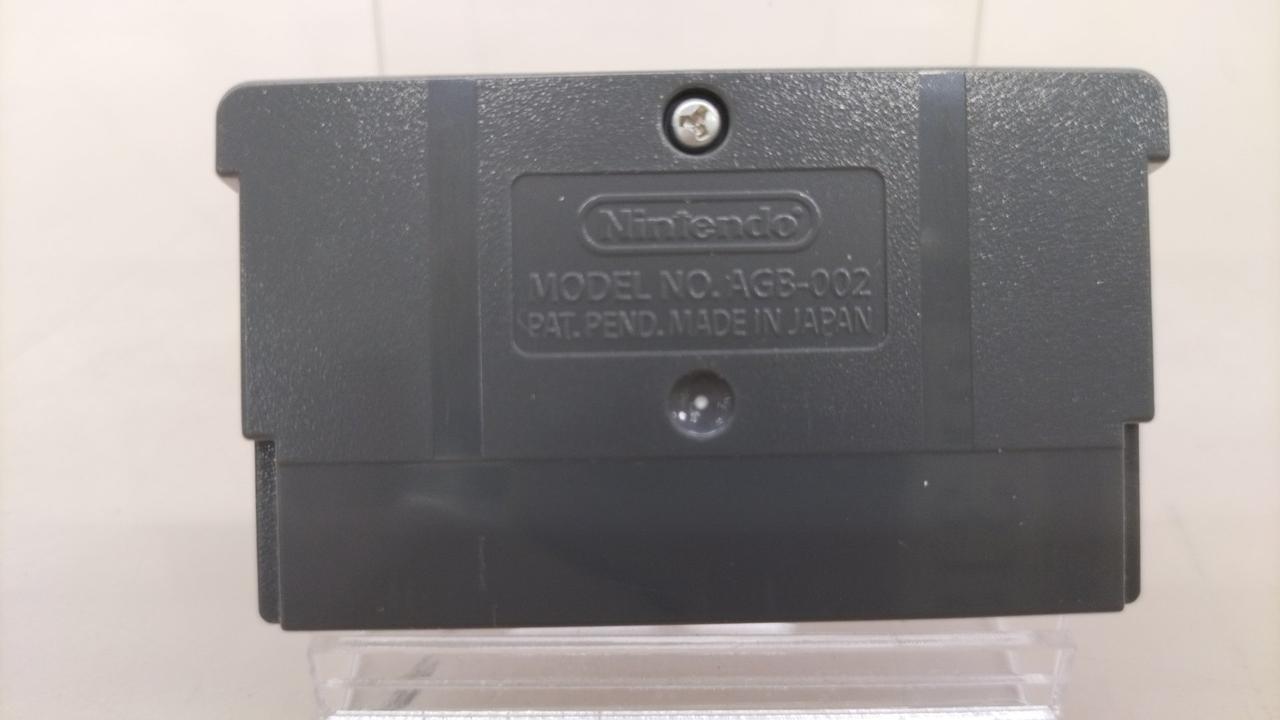 Nintendo®
MODEL NO. AGB-002
PAT. PEND. MADE IN JAPAN